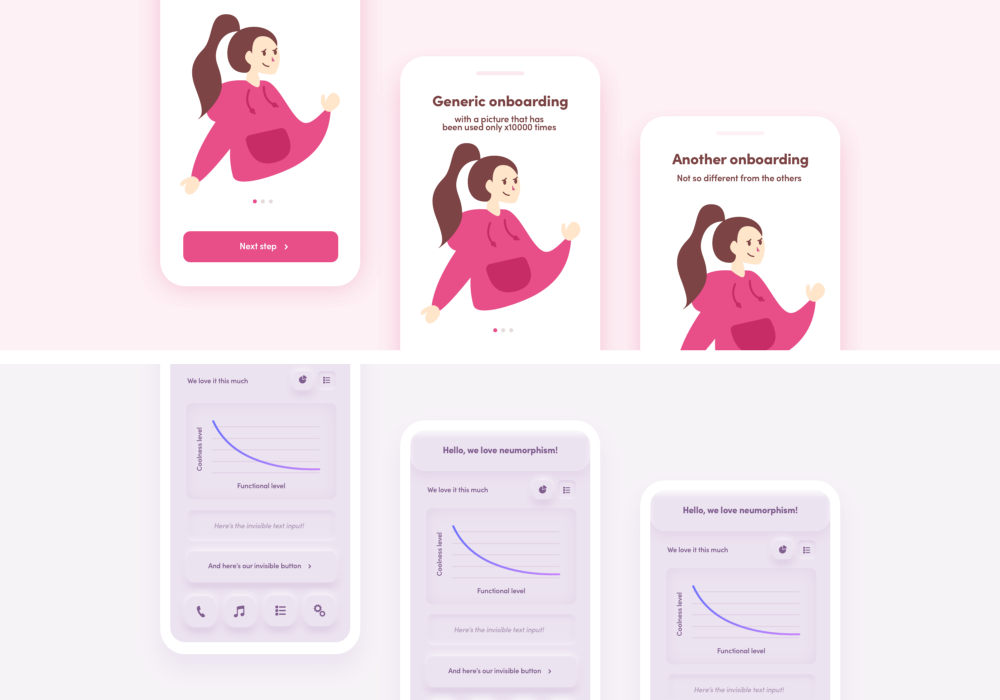 Next step
Generic onboarding
with a picture that has
been used only x10000 times
Another onboarding
Not so different from the others
We love it this much
Coolness level
Functional level
Here's the invisible text input!
And here's our invisible button
Hello, we love neumorphism!
We love it this much
Coolness level
Functional level
Here's the invisible text input!
And here's our invisible button
Hello, we love neumorphism!
We love it this much
Coolness level
Functional level
Here's the invisible text input!